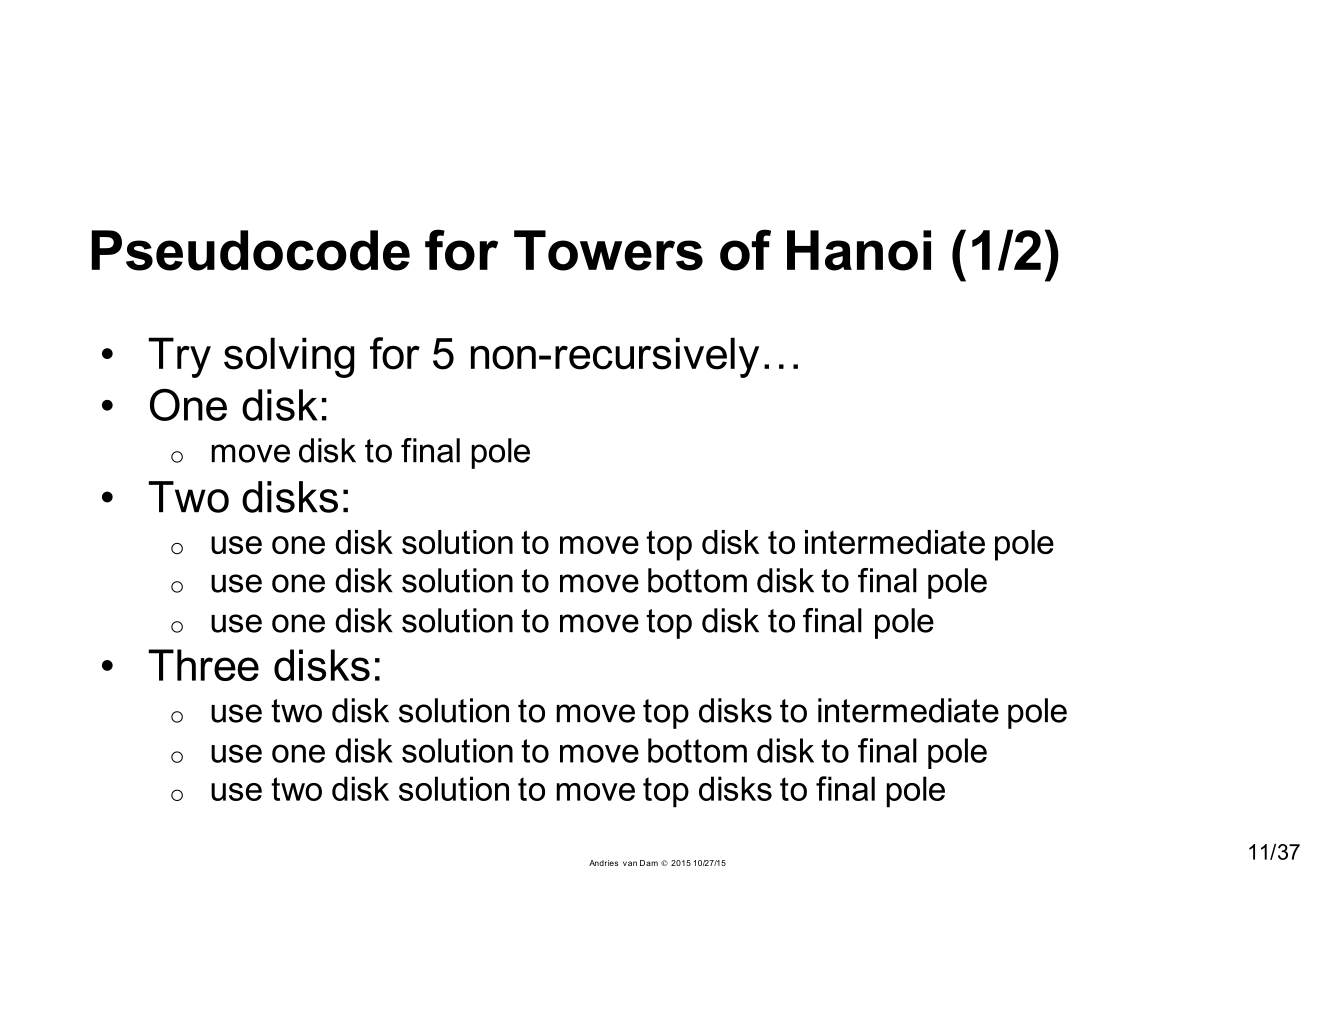 Pseudocode for Towers of Hanoi (1/2)
• Try solving for 5 non-recursively…
• One disk:
o move disk to final pole
• Two disks:
o use one disk solution to move top disk to intermediate pole
o use one disk solution to move bottom disk to final pole
o use one disk solution to move top disk to final pole
• Three disks:
o use two disk solution to move top disks to intermediate pole
o use one disk solution to move bottom disk to final pole
o use two disk solution to move top disks to final pole
Andries van Dam © 2015 10/27/15
11/37